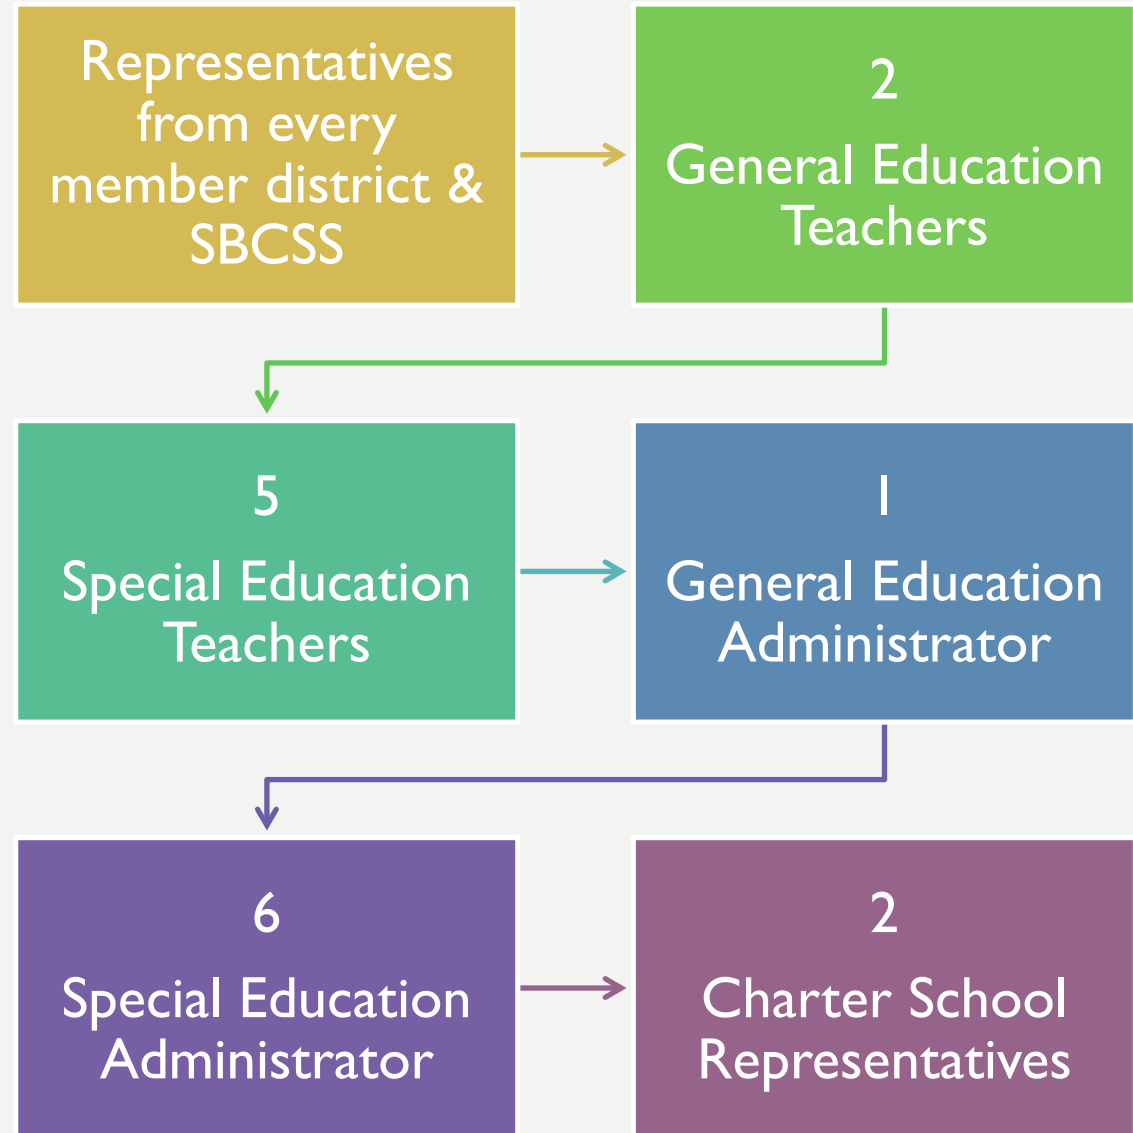 Representatives
from every
member district &
SBCSS
2
General Education
Teachers
5
Special Education
Teachers
1
General Education
Administrator
6
Special Education
Administrator
2
Charter School
Representatives